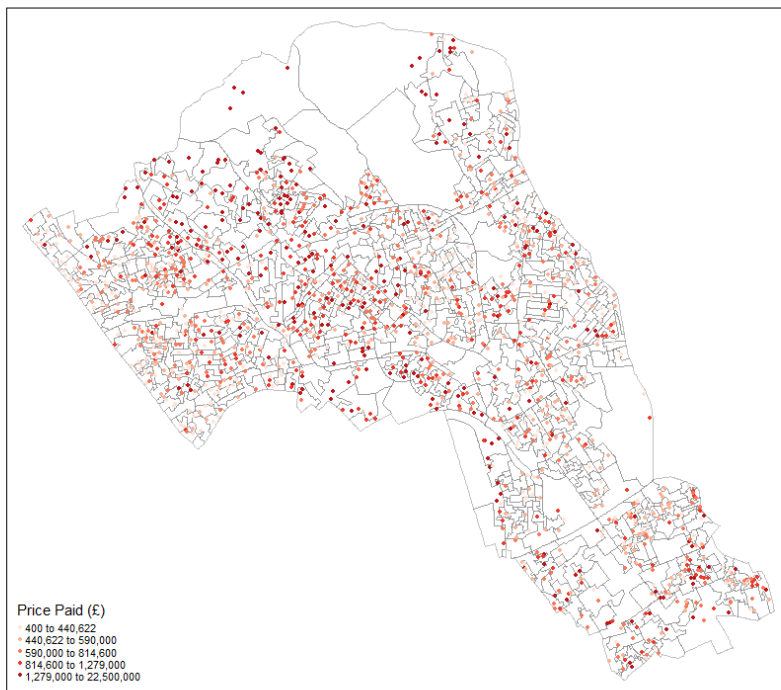 Price Paid (£)
400 to 440,622
440,622 to 590,000
590,000 to 814,600
814,600 to 1,279,000
1,279,000 to 22,500,000